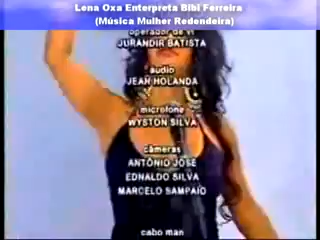 Lena Oxa Enterpreta Bibi Ferreira
(Música Mulher Redendeira)
operador de vt
JURANDIR BATISTA
áudio
JEAN HOLANDA
microfone
WYSTON SILVA
câmeras
ANTÔNIO JOSÉ
EDNALDO SILVA
MARCELO SAMPAIO
cabo man